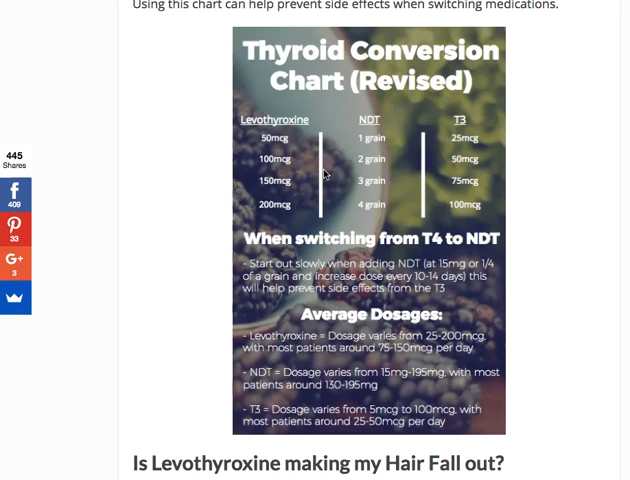 Using this chart can help prevent side effects when switching medications.
Thyroid Conversion
Chart (Revised)
Levothyroxine NDT T3
50mcg 1 grain 25mcg
100mcg 2 grain 50mcg
150mcg 3 grain 75mcg
200mcg 4 grain 100mcg
When switching from T4 to NDT
- Start out slowly when adding NDT (at 15mg or 1/4
of a grain and increase dose every 10-14 days) this
will help prevent side effects from the T3
Average Dosages:
- Levothyroxine = Dosage varies from 25-200mcg,
with most patients around 75-150mcg per day
- NDT = Dosage varies from 15mg-195mg, with most
patients around 130-195mg
- T3 = Dosage varies from 5mcg to 100mcg, with
most patients around 25-50mcg per day
Is Levothyroxine making my Hair Fall out?
445
Shares
f
409
33
G+
3